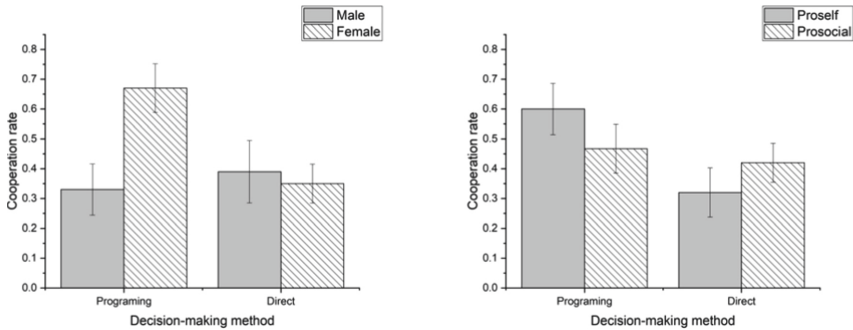 Male
Female
Cooperation rate
0.8
0.7
0.6
0.5
0.4
0.3
0.2
0.1
0.0
Programing
Direct
Decision-making method
Proself
Prosocial
Cooperation rate
0.8
0.7
0.6
0.5
0.4
0.3
0.2
0.1
0.0
Programing
Direct
Decision-making method